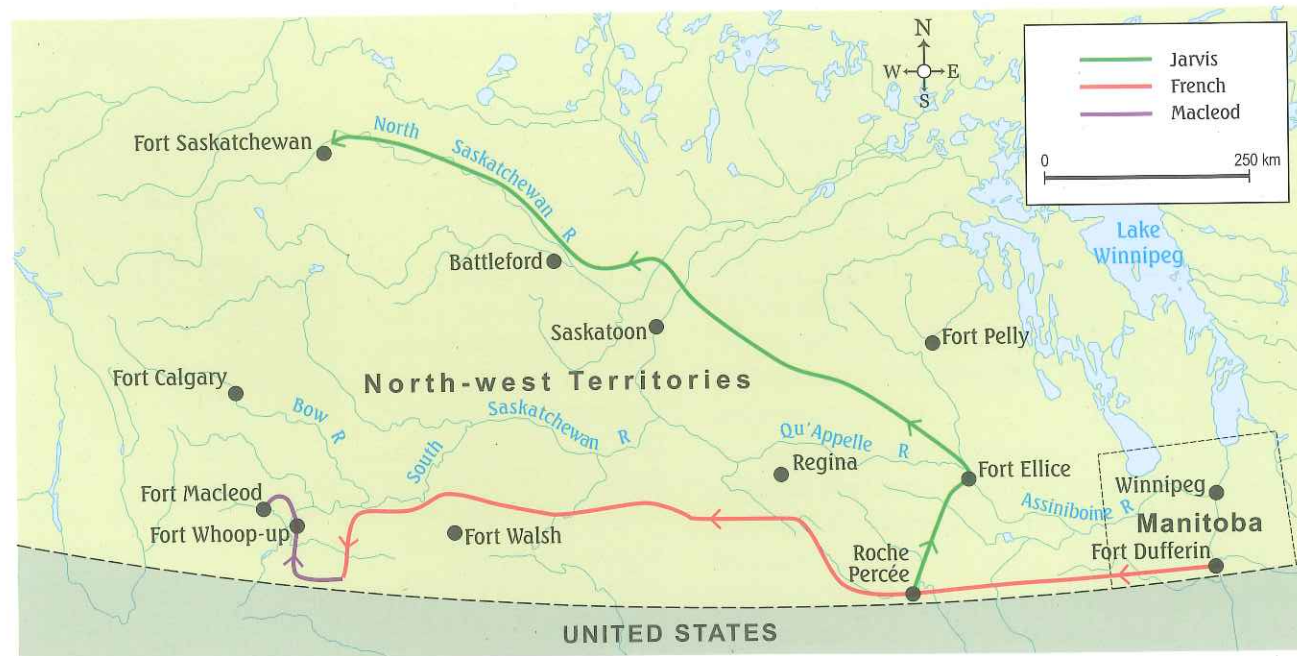 N
W E
S
Jarvis
French
Macleod
0 250 km
Fort Saskatchewan
North
Saskatchewan
R
Lake
Winnipeg
Battleford
Saskatoon
Fort Pelly
Fort Calgary
North-west Territories
Bow R
South
Saskatchewan R
Qu'Appelle R
Regina
Fort Ellice
Fort Macleod
Winnipeg
Assiniboine R
Manitoba
Fort Whoop-up
Fort Walsh
Fort Dufferin
Roche
Percée
UNITED STATES